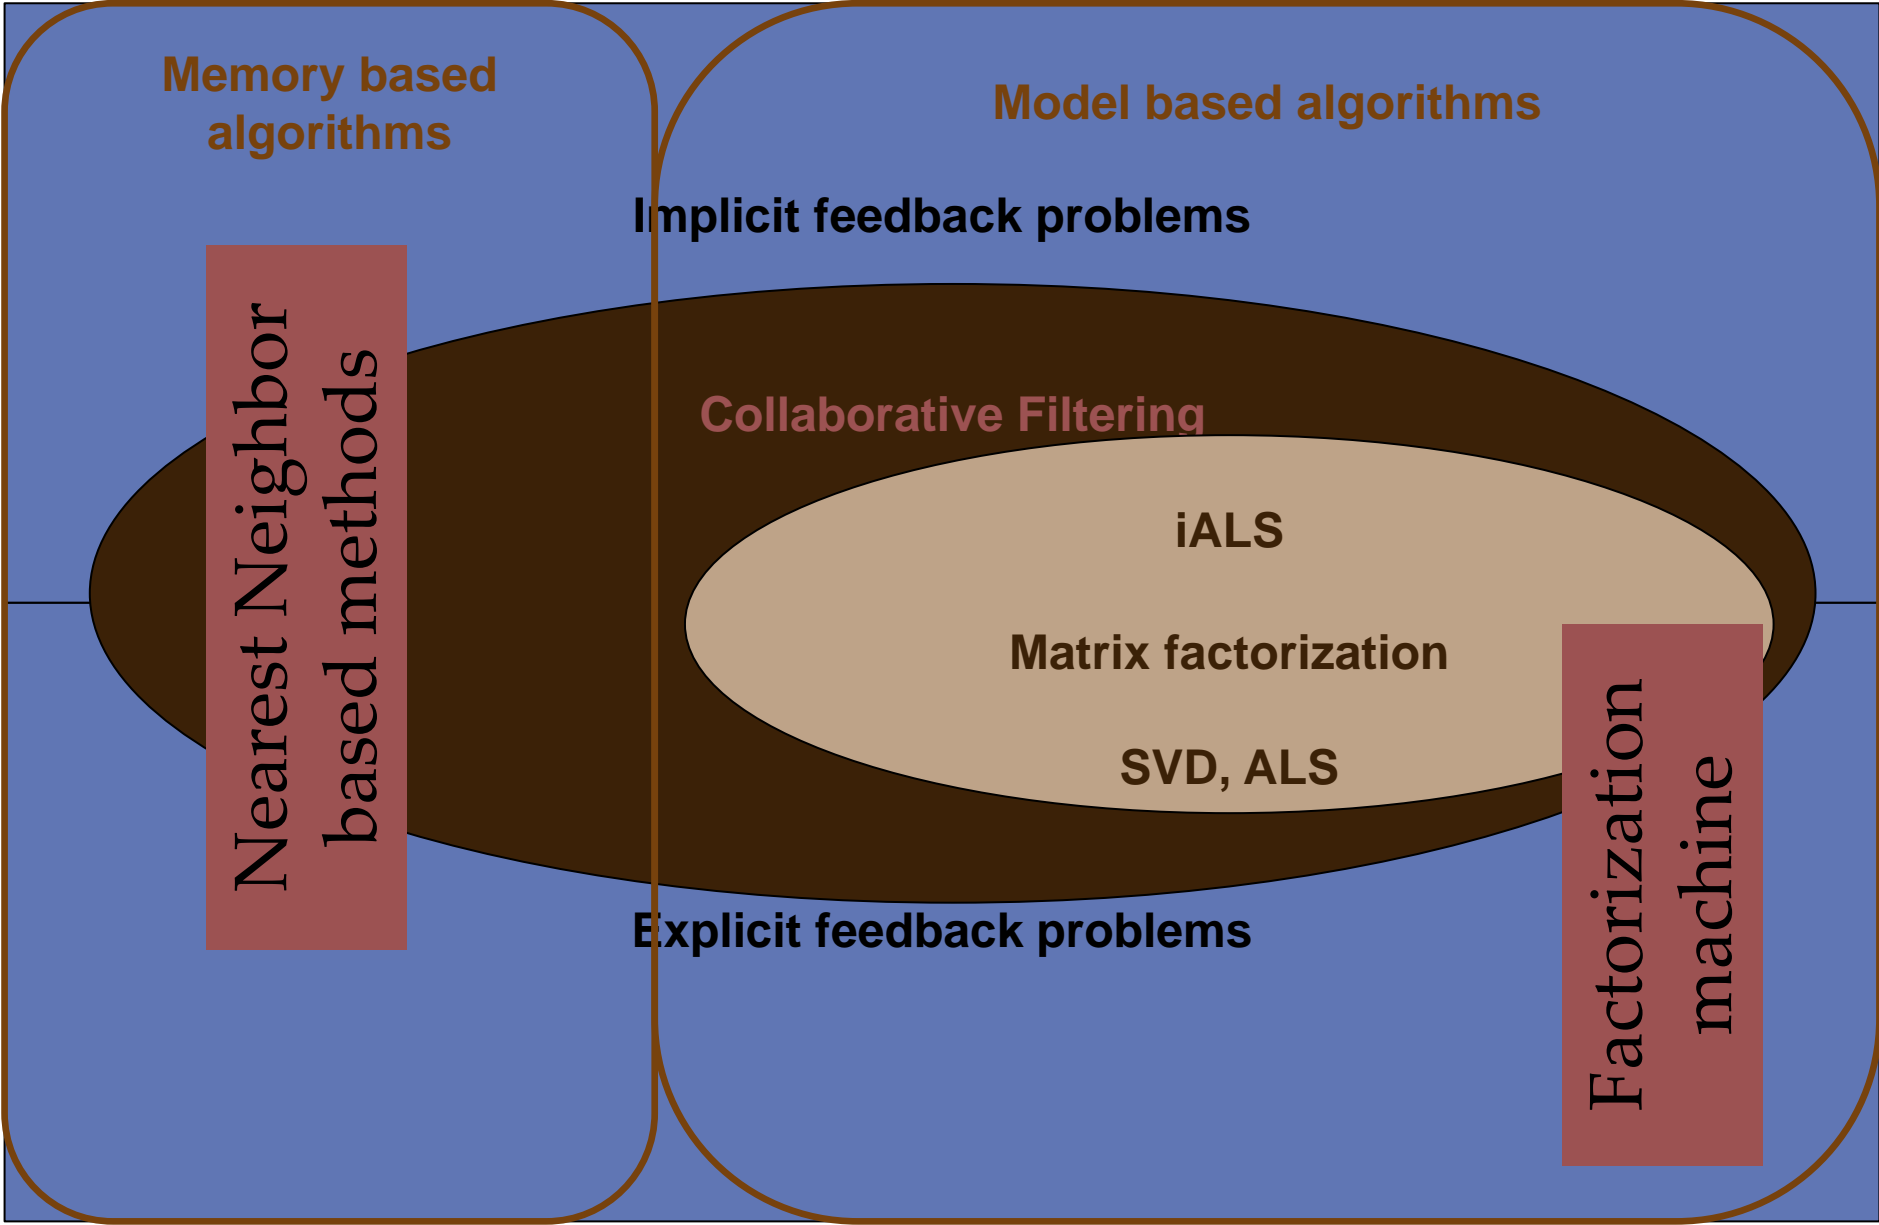 Memory based
algorithms
Model based algorithms
Implicit feedback problems
Nearest Neighbor
based methods
Collaborative Filtering
iALS
Matrix factorization
SVD, ALS
Factorization
machine
Explicit feedback problems